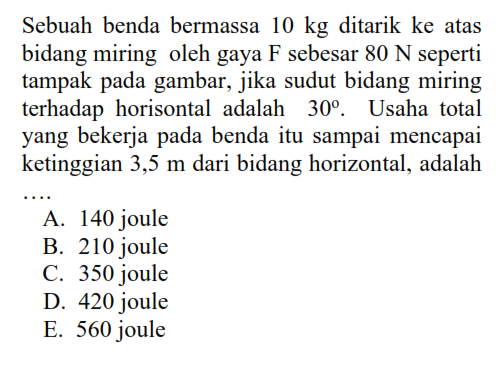 Sebuah benda bermassa 10 kg ditarik ke atas
bidang miring oleh gaya F sebesar 80 N seperti
tampak pada gambar, jika sudut bidang miring
terhadap horisontal adalah 30°. Usaha total
yang bekerja pada benda itu sampai mencapai
ketinggian 3,5 m dari bidang horizontal, adalah
....
A. 140 joule
B. 210 joule
C. 350 joule
D. 420 joule
E. 560 joule